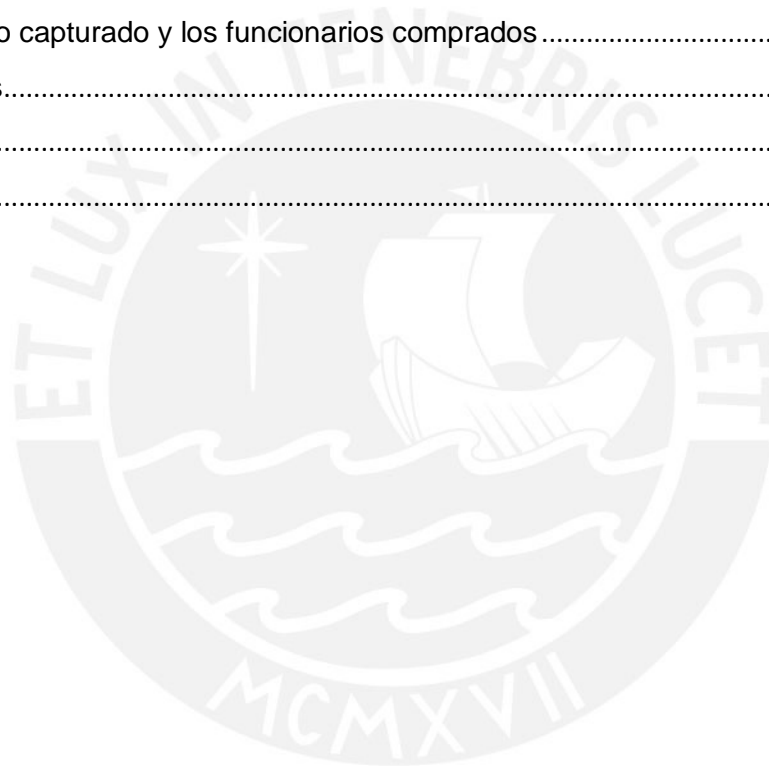 o capturado y los funcionarios comprados........................................
s....................................................................................................................
....................................................................................................................
....................................................................................................................
ET LUX IN TENEBRIS LUCET
MCMXVII